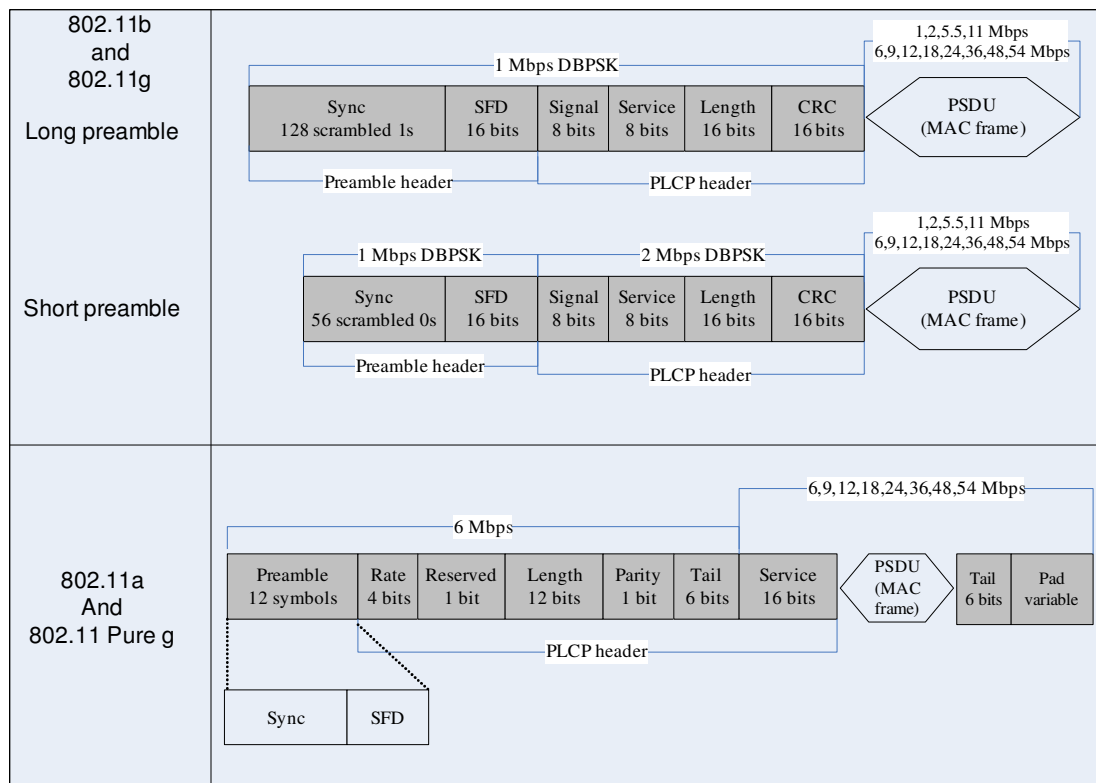 802.11b
and
802.11g
Long preamble
1,2,5.5,11 Mbps
6,9,12,18,24,36,48,54 Mbps
1 Mbps DBPSK
Sync
128 scrambled 1s
SFD
16 bits
Signal
8 bits
Service
8 bits
Length
16 bits
CRC
16 bits
PSDU
(MAC frame)
Preamble header
PLCP header
Short preamble
1,2,5.5,11 Mbps
6,9,12,18,24,36,48,54 Mbps
1 Mbps DBPSK
2 Mbps DBPSK
Sync
56 scrambled 0s
SFD
16 bits
Signal
8 bits
Service
8 bits
Length
16 bits
CRC
16 bits
PSDU
(MAC frame)
Preamble header
PLCP header
802.11a
And
802.11 Pure g
6,9,12,18,24,36,48,54 Mbps
6 Mbps
Preamble
12 symbols
Rate
4 bits
Reserved
1 bit
Length
12 bits
Parity
1 bit
Tail
6 bits
Service
16 bits
PSDU
(MAC
frame)
Tail
6 bits
Pad
variable
PLCP header
Sync
SFD